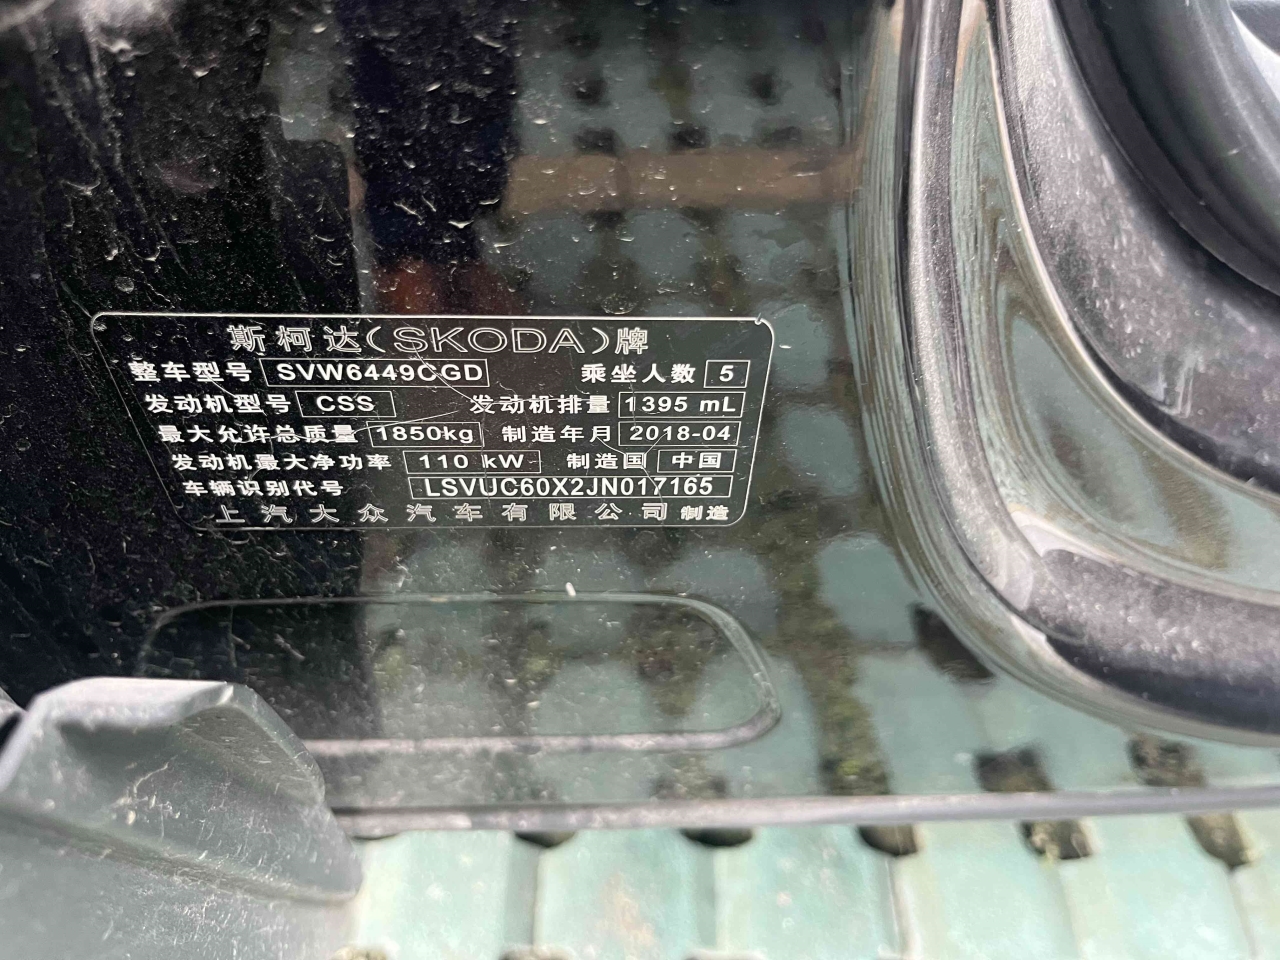 斯柯达(SKODA)牌
整车型号 SVW6449CGD 乘坐人数 5
发动机型号 CSS 发动机排量 1395 mL
最大允许总质量 1850kg 制造年月 2018-04
发动机最大净功率 110 kW 制造国 中国
车辆识别代号 LSVUC60X2JN017165
上汽大众汽车有限公司 制造